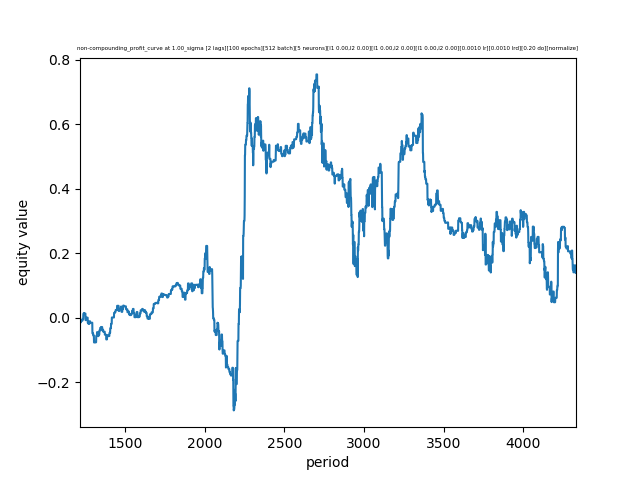 non-compounding_profit_curve at 1.00_sigma [2 lags][100 epochs][512 batch][5 neurons][l1 0.00,l2 0.00][l1 0.00,l2 0.00][l1 0.00,l2 0.00][0.0010 lr][0.0010 lrd][0.20 do][normalize]
0.8
0.6
0.4
0.2
0.0
−0.2
equity value
1500 2000 2500 3000 3500 4000
period